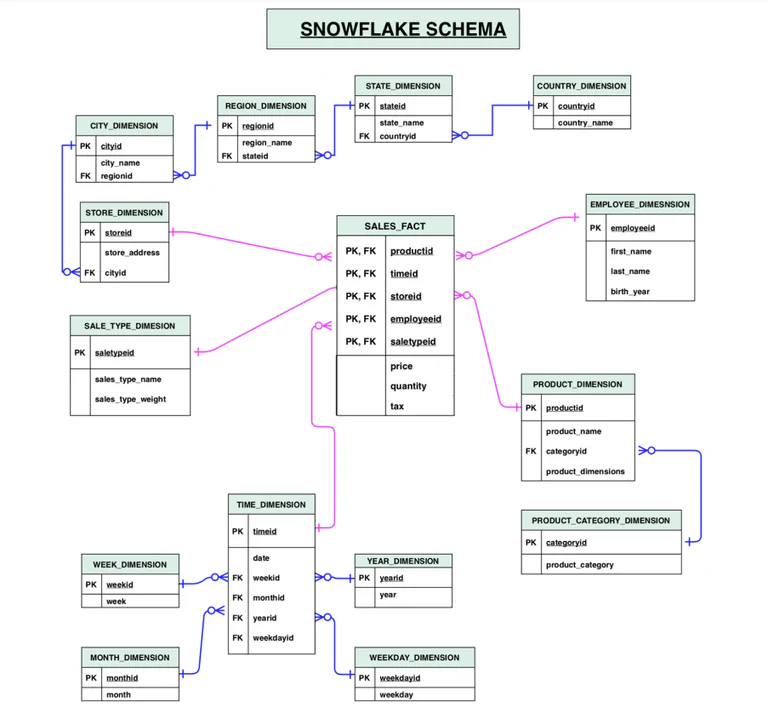 SNOWFLAKE SCHEMA
STATE_DIMENSION
PK stateid
state_name
FK countryid
COUNTRY_DIMENSION
PK countryid
country_name
REGION_DIMENSION
PK regionid
region_name
FK stateid
CITY_DIMENSION
PK cityid
city_name
FK regionid
STORE_DIMENSION
PK storeid
store_address
FK cityid
SALES_FACT
PK, FK productid
PK, FK timeid
PK, FK storeid
PK, FK employeeid
PK, FK saletypeid
price
quantity
tax
EMPLOYEE_DIMESNSION
PK employeeid
first_name
last_name
birth_year
SALE_TYPE_DIMESION
PK saletypeid
sales_type_name
sales_type_weight
PRODUCT_DIMENSION
PK productid
product_name
FK categoryid
product_dimensions
PRODUCT_CATEGORY_DIMENSION
PK categoryid
product_category
TIME_DIMENSION
PK timeid
date
FK weekid
FK monthid
FK yearid
FK weekdayid
WEEK_DIMENSION
PK weekid
week
YEAR_DIMENSION
PK yearid
year
MONTH_DIMENSION
PK monthid
month
WEEKDAY_DIMENSION
PK weekdayid
weekday